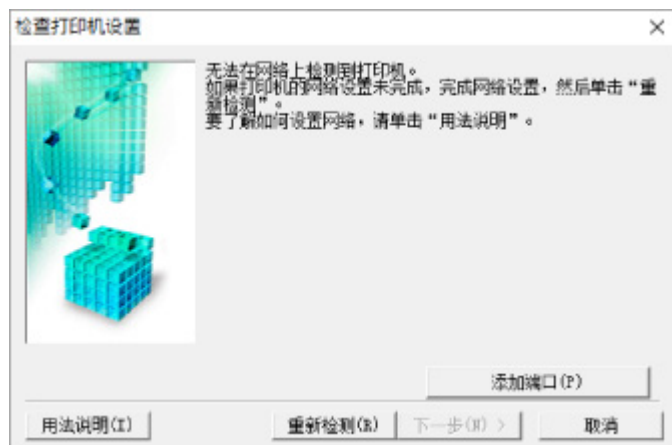 检查打印机设置
无法在网络上检测到打印机。
如果打印机的网络设置未完成，完成网络设置，然后单击“重
新检测”。
要了解如何设置网络，请单击“用法说明”。
添加端口(P)
用法说明(I)
重新检测(R)
下一步(N) >
取消